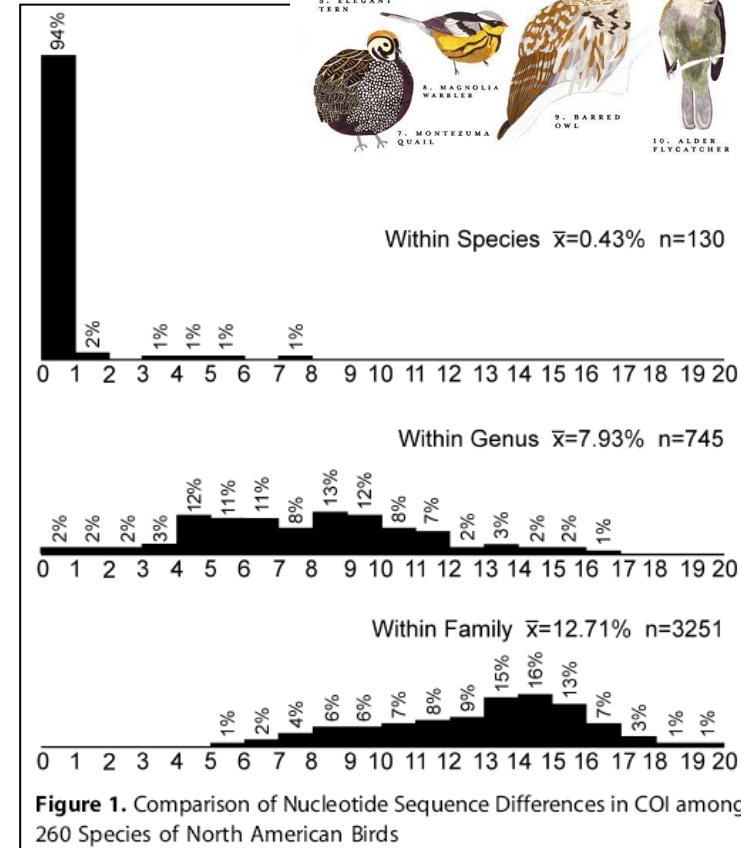 5. ELEGANT
TERN
8. MAGNOLIA
WARBLER
7. MONTEZUMA
QUAIL
9. BARRED
OWL
10. ALDER
FLYCATCHER
94%
2%
1%
1%
1%
1%
Within Species x̄=0.43% n=130
0 1 2 3 4 5 6 7 8 9 10 11 12 13 14 15 16 17 18 19 20
Within Genus x̄=7.93% n=745
2%
2%
2%
3%
12%
11%
11%
8%
13%
12%
8%
7%
2%
3%
2%
2%
1%
0 1 2 3 4 5 6 7 8 9 10 11 12 13 14 15 16 17 18 19 20
Within Family x̄=12.71% n=3251
1%
2%
4%
6%
6%
7%
8%
9%
15%
16%
13%
7%
3%
1%
1%
0 1 2 3 4 5 6 7 8 9 10 11 12 13 14 15 16 17 18 19 20
Figure 1. Comparison of Nucleotide Sequence Differences in COI among
260 Species of North American Birds